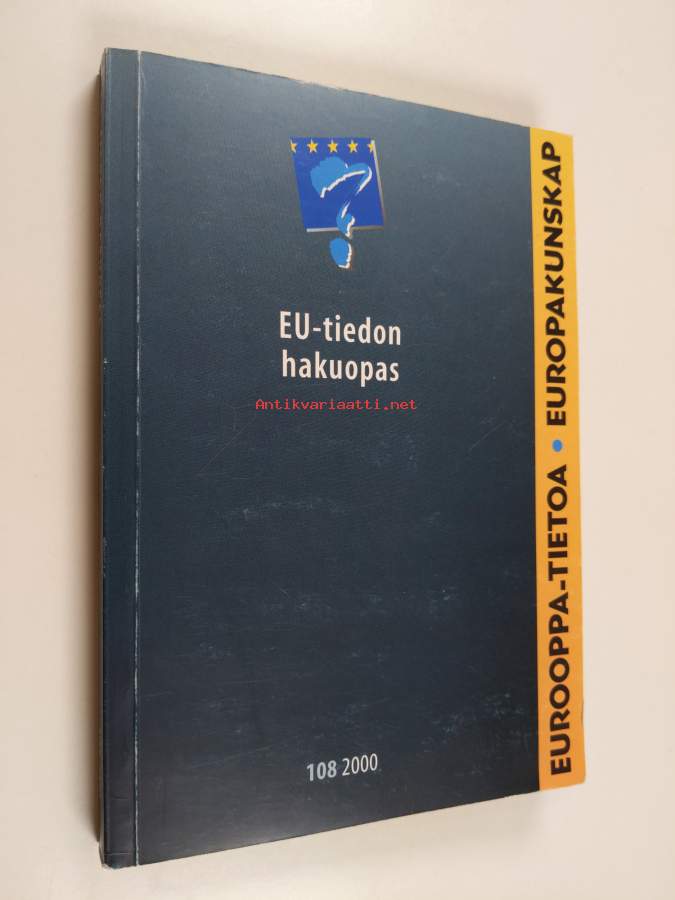 EU-tiedon
hakuopas
Antikvariaatti.net
108 2000
EUROOPPA-TIETOA • EUROPAKUNSKAP